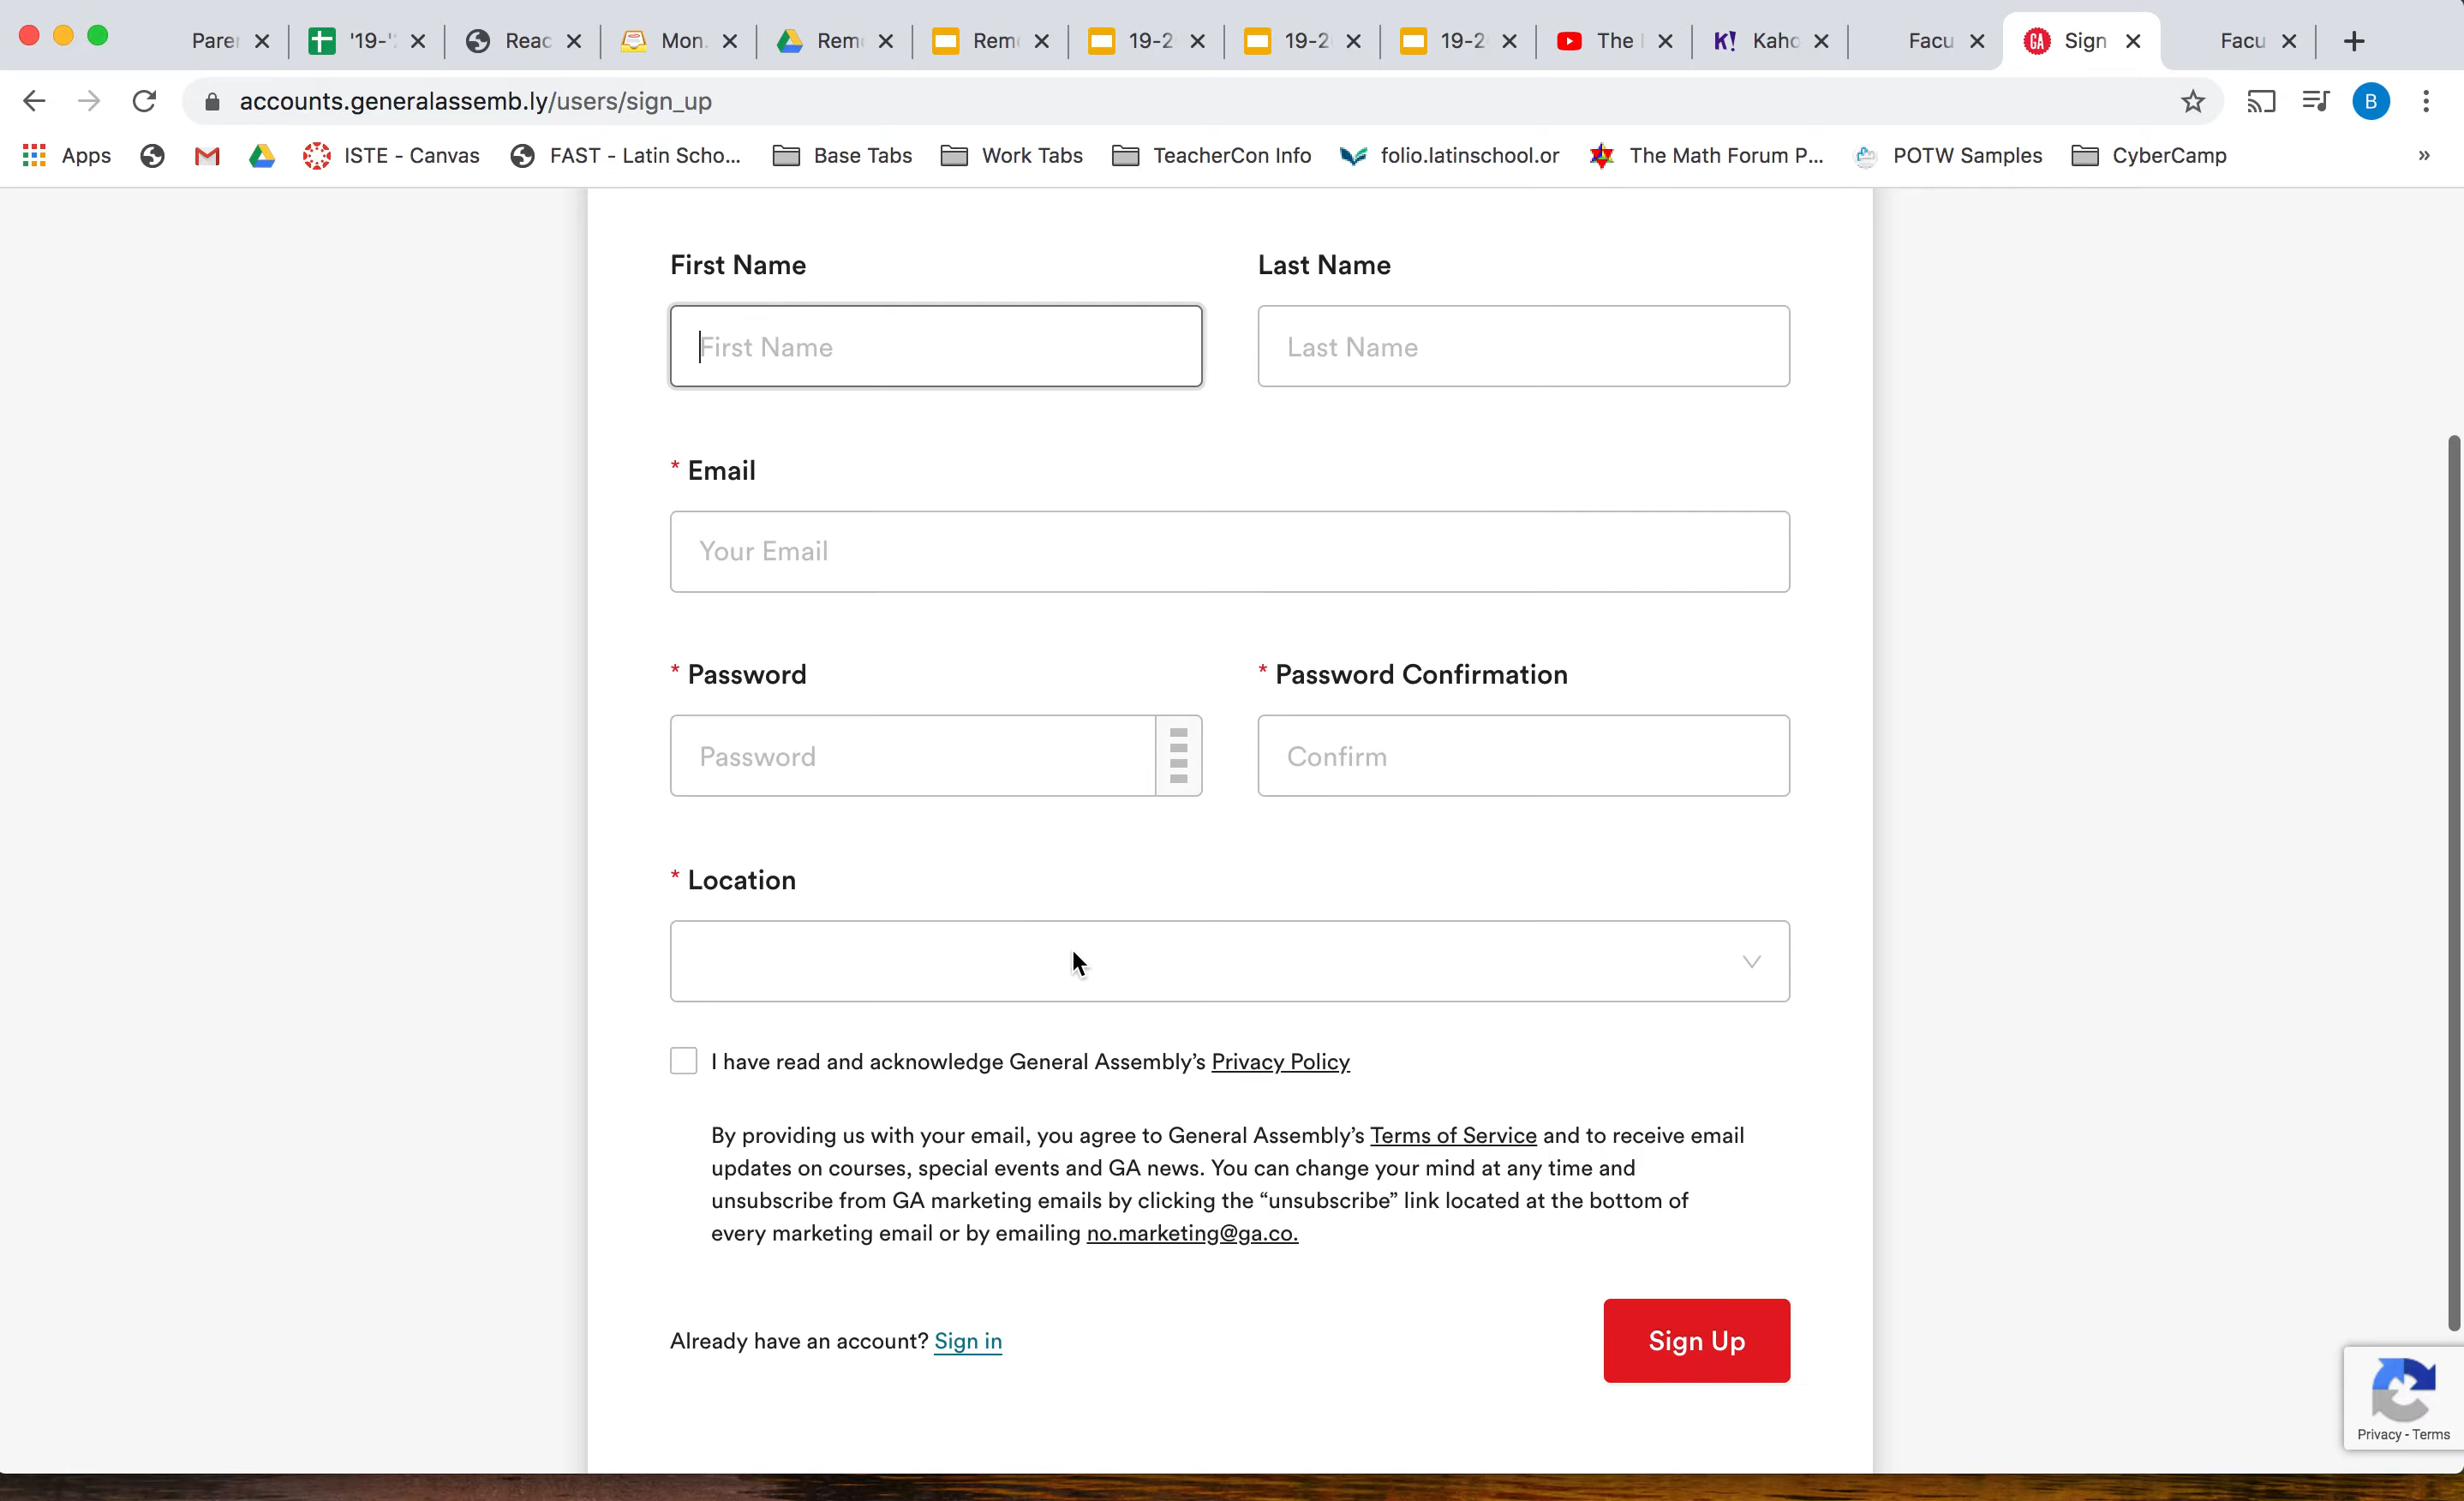 Parer '19-' Reac Mon. Rem Rem 19-2 19-2 19-2 The K! Kaho Facu GA Sign Facu
accounts.generalassemb.ly/users/sign_up B
Apps ISTE - Canvas FAST - Latin Scho... Base Tabs Work Tabs TeacherCon Info folio.latinschool.or The Math Forum P... POTW Samples CyberCamp »
First Name Last Name
First Name Last Name
* Email
Your Email
* Password * Password Confirmation
Password Confirm
* Location
I have read and acknowledge General Assembly’s Privacy Policy
By providing us with your email, you agree to General Assembly’s Terms of Service and to receive email
updates on courses, special events and GA news. You can change your mind at any time and
unsubscribe from GA marketing emails by clicking the “unsubscribe” link located at the bottom of
every marketing email or by emailing no.marketing@ga.co.
Already have an account? Sign in Sign Up
Privacy - Terms